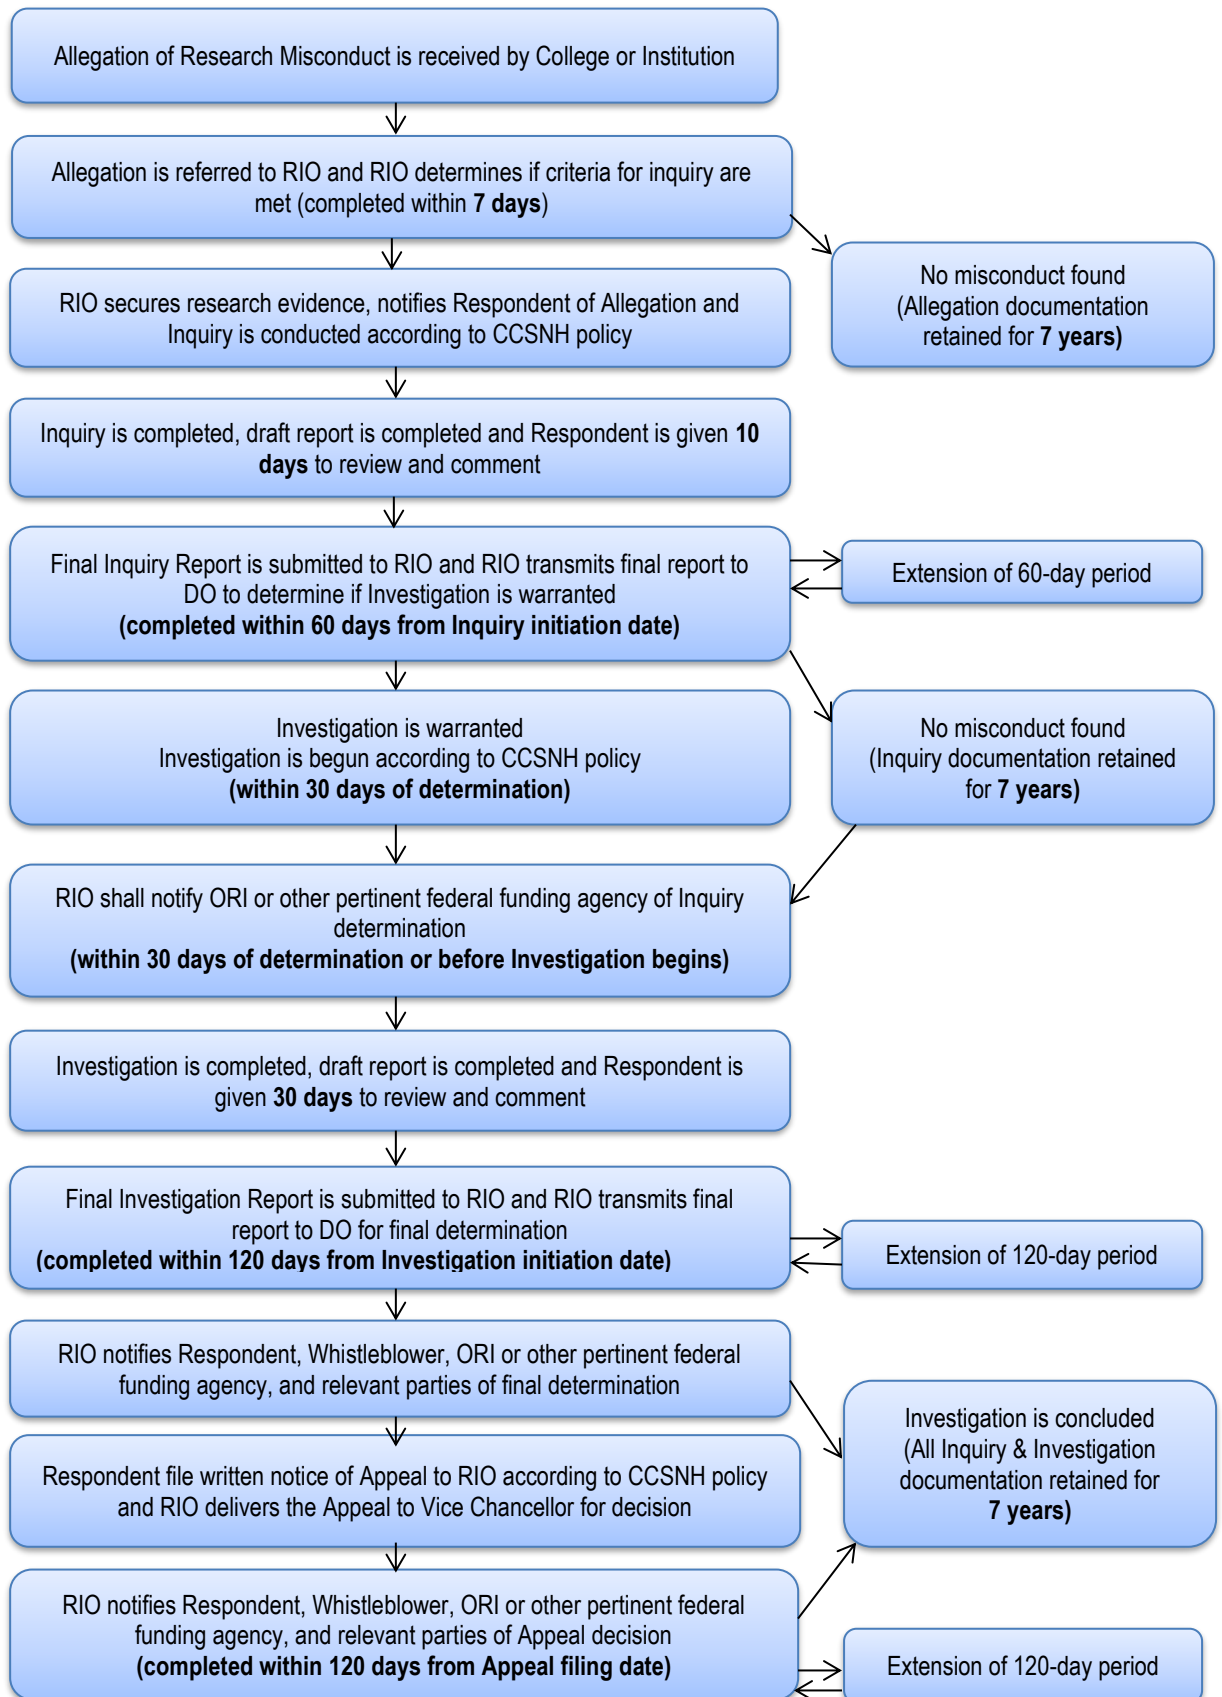 Allegation of Research Misconduct is received by College or Institution
Allegation is referred to RIO and RIO determines if criteria for inquiry are
met (completed within 7 days)
No misconduct found
(Allegation documentation
retained for 7 years)
RIO secures research evidence, notifies Respondent of Allegation and
Inquiry is conducted according to CCSNH policy
Inquiry is completed, draft report is completed and Respondent is given 10
days to review and comment
Final Inquiry Report is submitted to RIO and RIO transmits final report to
DO to determine if Investigation is warranted
(completed within 60 days from Inquiry initiation date)
Extension of 60-day period
Investigation is warranted
Investigation is begun according to CCSNH policy
(within 30 days of determination)
No misconduct found
(Inquiry documentation retained
for 7 years)
RIO shall notify ORI or other pertinent federal funding agency of Inquiry
determination
(within 30 days of determination or before Investigation begins)
Investigation is completed, draft report is completed and Respondent is
given 30 days to review and comment
Final Investigation Report is submitted to RIO and RIO transmits final
report to DO for final determination
(completed within 120 days from Investigation initiation date)
Extension of 120-day period
RIO notifies Respondent, Whistleblower, ORI or other pertinent federal
funding agency, and relevant parties of final determination
Investigation is concluded
(All Inquiry & Investigation
documentation retained for
7 years)
Respondent file written notice of Appeal to RIO according to CCSNH policy
and RIO delivers the Appeal to Vice Chancellor for decision
RIO notifies Respondent, Whistleblower, ORI or other pertinent federal
funding agency, and relevant parties of Appeal decision
(completed within 120 days from Appeal filing date)
Extension of 120-day period